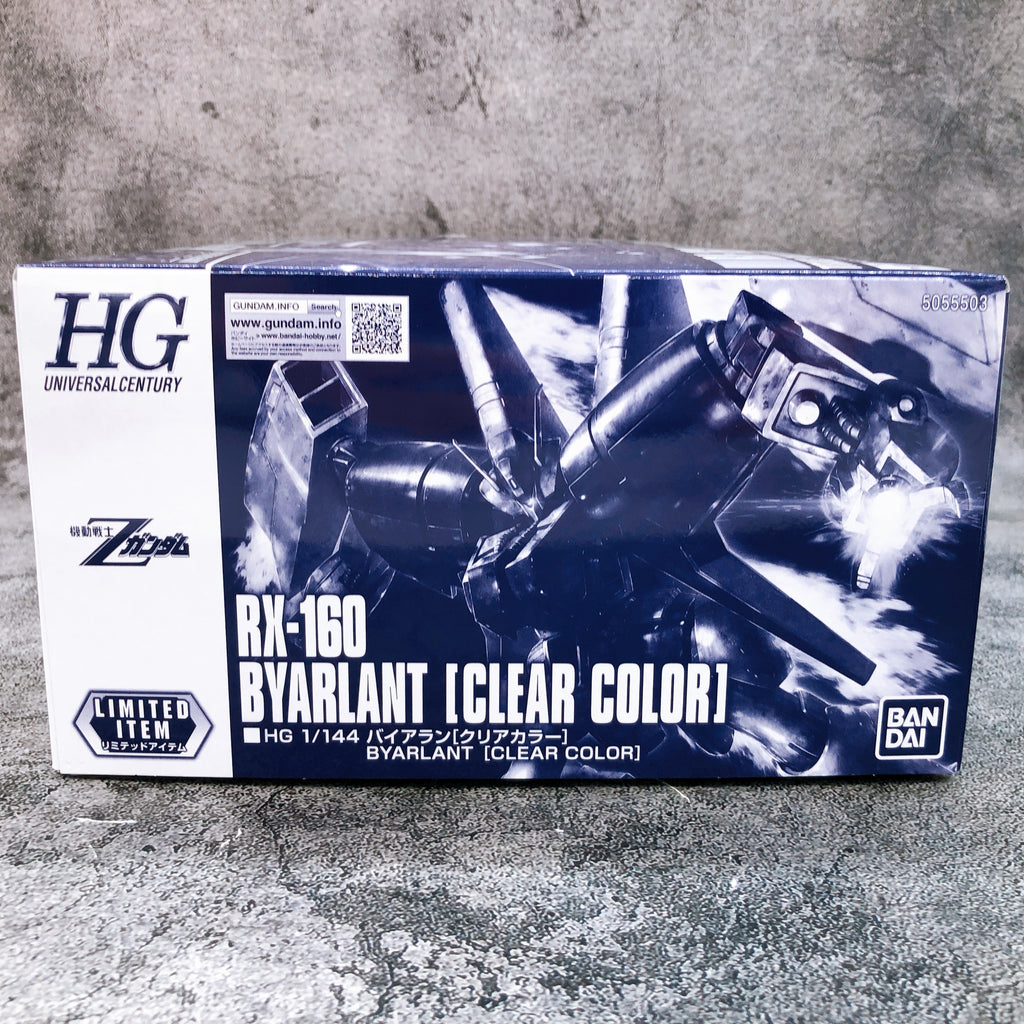 HG
UNIVERSAL CENTURY
機動戦士
Zガンダム
LIMITED
ITEM
リミテッドアイテム
GUNDAM.INFO Search
www.gundam.info
www.bandai-hobby.net/
5055503
RX-160
BYARLANT [CLEAR COLOR]
■HG 1/144 バイアラン[クリアカラー]
BYARLANT [CLEAR COLOR]
BAN
DAI